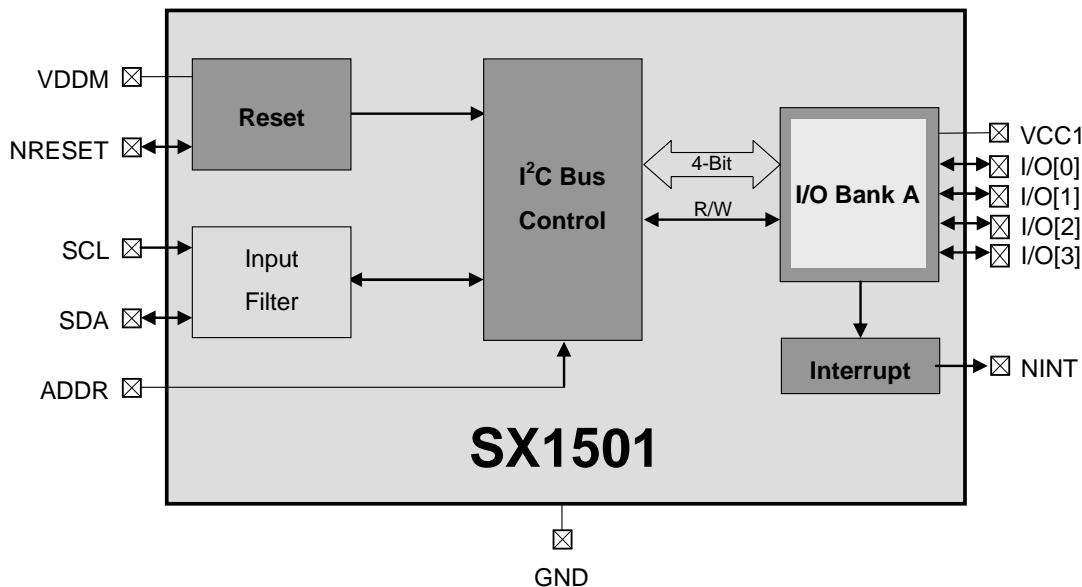 VDDM
NRESET
SCL
SDA
ADDR
Reset
Input
Filter
I²C Bus
Control
4-Bit
R/W
I/O Bank A
Interrupt
VCC1
I/O[0]
I/O[1]
I/O[2]
I/O[3]
NINT
SX1501
GND